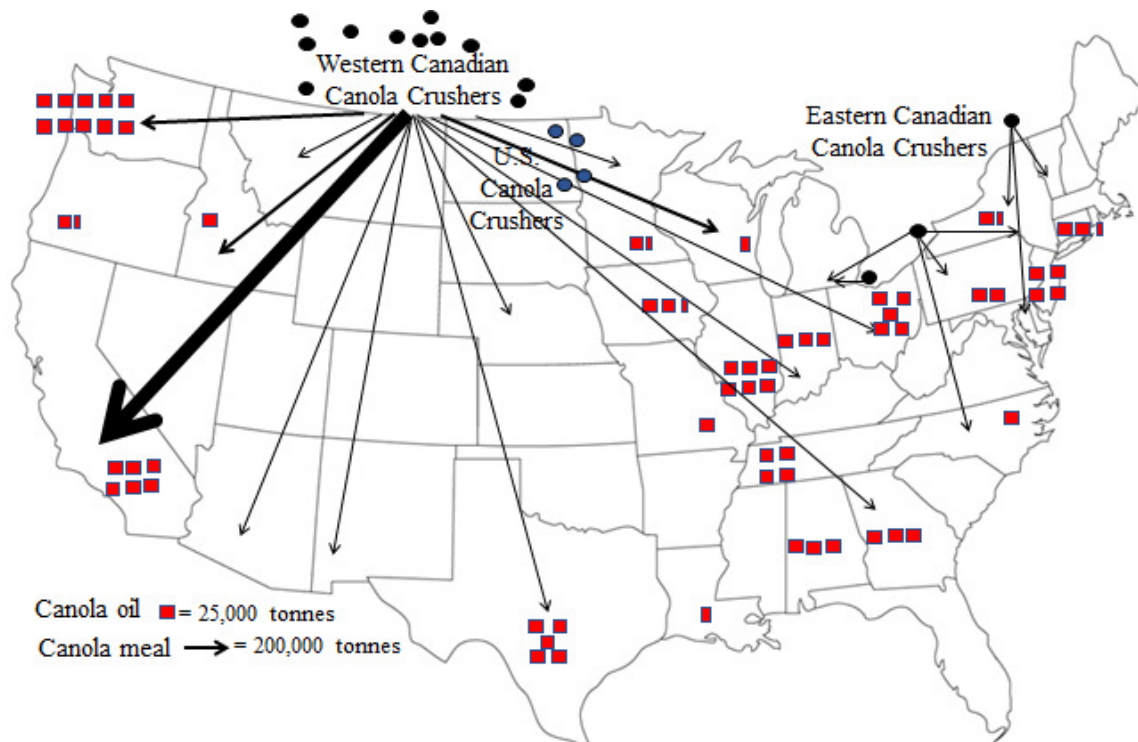 Western Canadian
Canola Crushers
Eastern Canadian
Canola Crushers
U.S.
Canola
Crushers
Canola oil = 25,000 tonnes
Canola meal = 200,000 tonnes